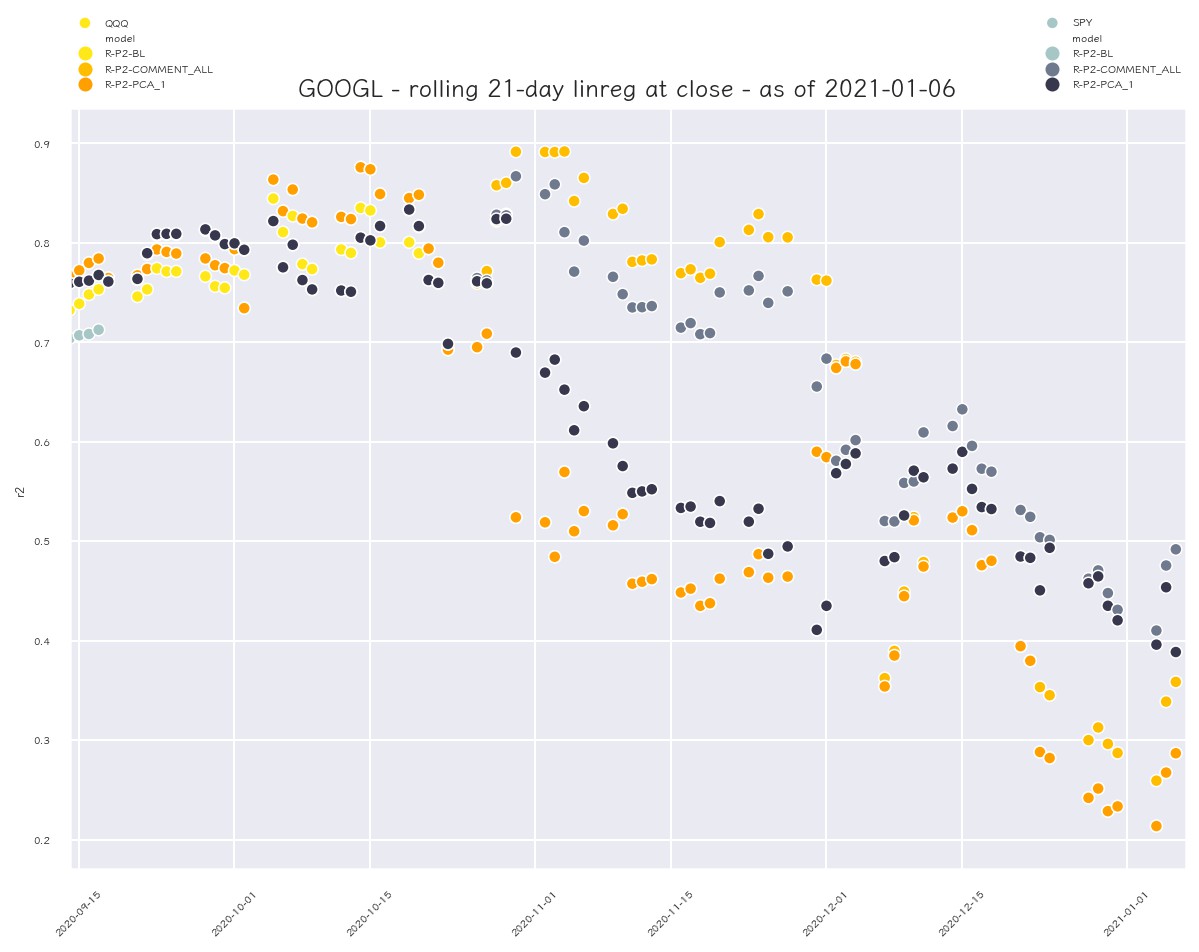 QQQ
model
R-P2-BL
R-P2-COMMENT_ALL
R-P2-PCA_1
SPY
model
R-P2-BL
R-P2-COMMENT_ALL
R-P2-PCA_1
GOOGL - rolling 21-day linreg at close - as of 2021-01-06
0.9
0.8
0.7
0.6
0.5
0.4
0.3
0.2
r2
2020-09-15
2020-10-01
2020-10-15
2020-11-01
2020-11-15
2020-12-01
2020-12-15
2021-01-01